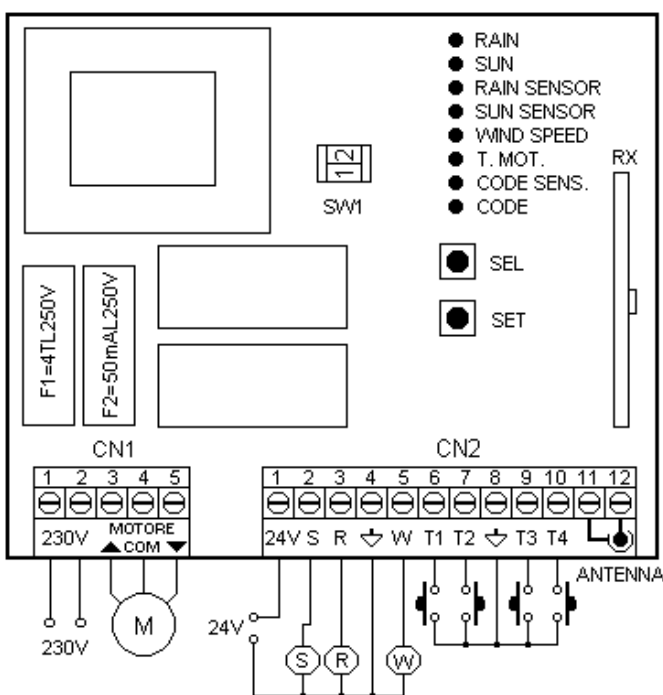 RAIN
SUN
RAIN SENSOR
SUN SENSOR
WIND SPEED
T. MOT.
CODE SENS.
CODE
RX
1 2
SW1
SEL
SET
F1=4TL250V
F2=50mAL250V
CN1
1 2 3 4 5
230V
MOTORE
COM
CN2
1 2 3 4 5 6 7 8 9 10 11 12
24V S R W T1 T2 T3 T4
ANTENNA
230V
M
24V
S
R
W